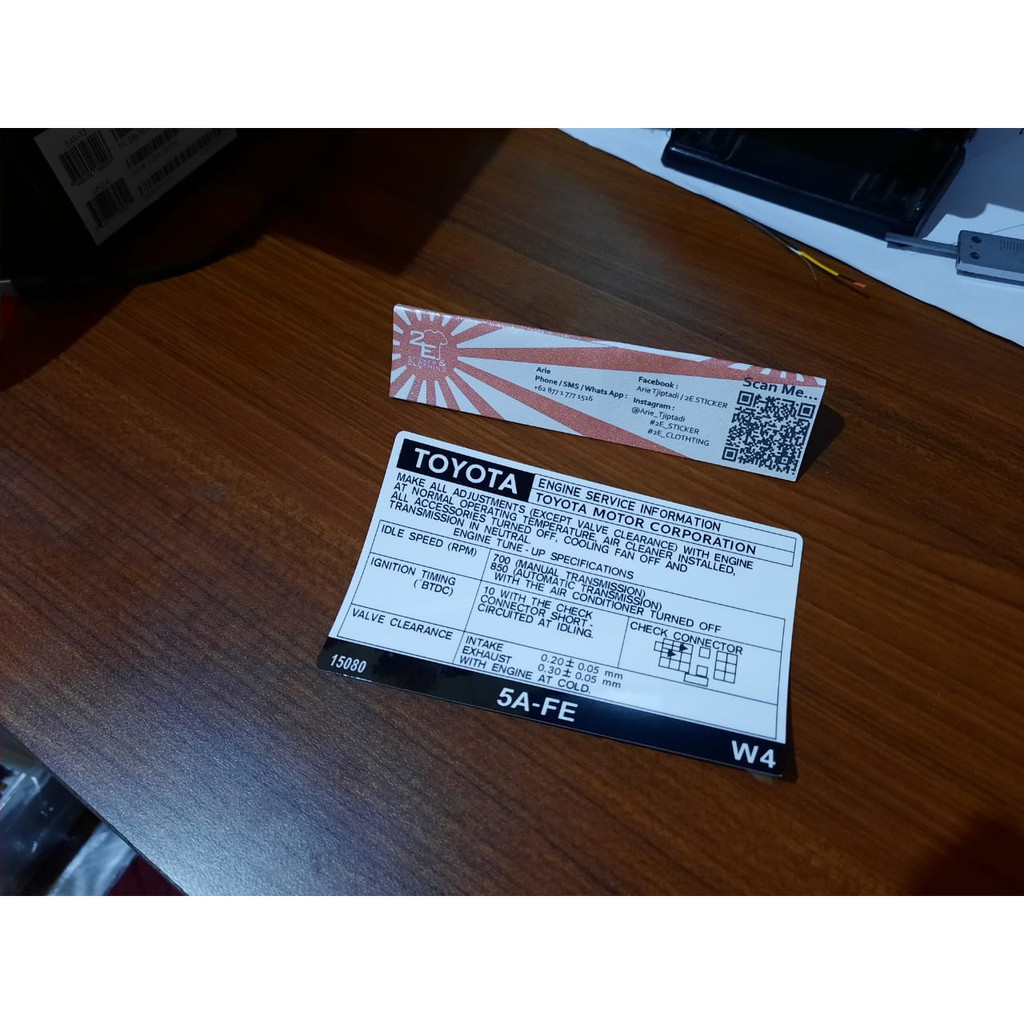 2E
STICKER &
CLOTHING
Arie
Phone / SMS / Whats App :
+62 877 1 777 1516
Facebook :
Arie Tjiptadi / 2E STICKER
Instagram :
@Arie_Tjiptadi
#2E_STICKER
#2E_CLOTHTING
Scan Me...
TOYOTA
ENGINE SERVICE INFORMATION
TOYOTA MOTOR CORPORATION
MAKE ALL ADJUSTMENTS (EXCEPT VALVE CLEARANCE) WITH ENGINE
AT NORMAL OPERATING TEMPERATURE, AIR CLEANER INSTALLED,
ALL ACCESSORIES TURNED OFF, COOLING FAN OFF AND
TRANSMISSION IN NEUTRAL.
ENGINE TUNE - UP SPECIFICATIONS
IDLE SPEED (RPM)
700 (MANUAL TRANSMISSION)
850 (AUTOMATIC TRANSMISSION)
WITH THE AIR CONDITIONER TURNED OFF
IGNITION TIMING
( BTDC)
10 WITH THE CHECK
CONNECTOR SHORT -
CIRCUITED AT IDLING.
CHECK CONNECTOR
VALVE CLEARANCE
INTAKE 0.20 ± 0.05 mm
EXHAUST 0.30 ± 0.05 mm
WITH ENGINE AT COLD.
15080
5A-FE
W4